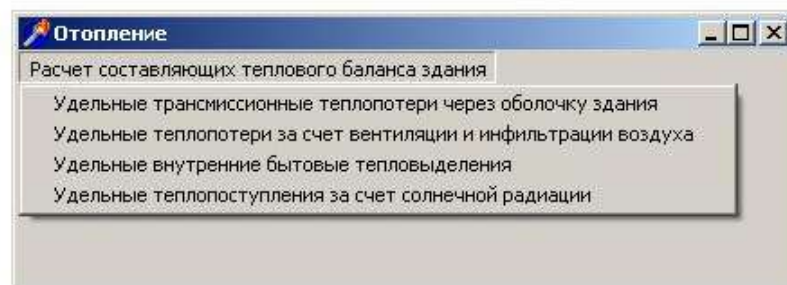 Отопление
Расчет составляющих теплового баланса здания
Удельные трансмиссионные теплопотери через оболочку здания
Удельные теплопотери за счет вентиляции и инфильтрации воздуха
Удельные внутренние бытовые тепловыделения
Удельные теплопоступления за счет солнечной радиации